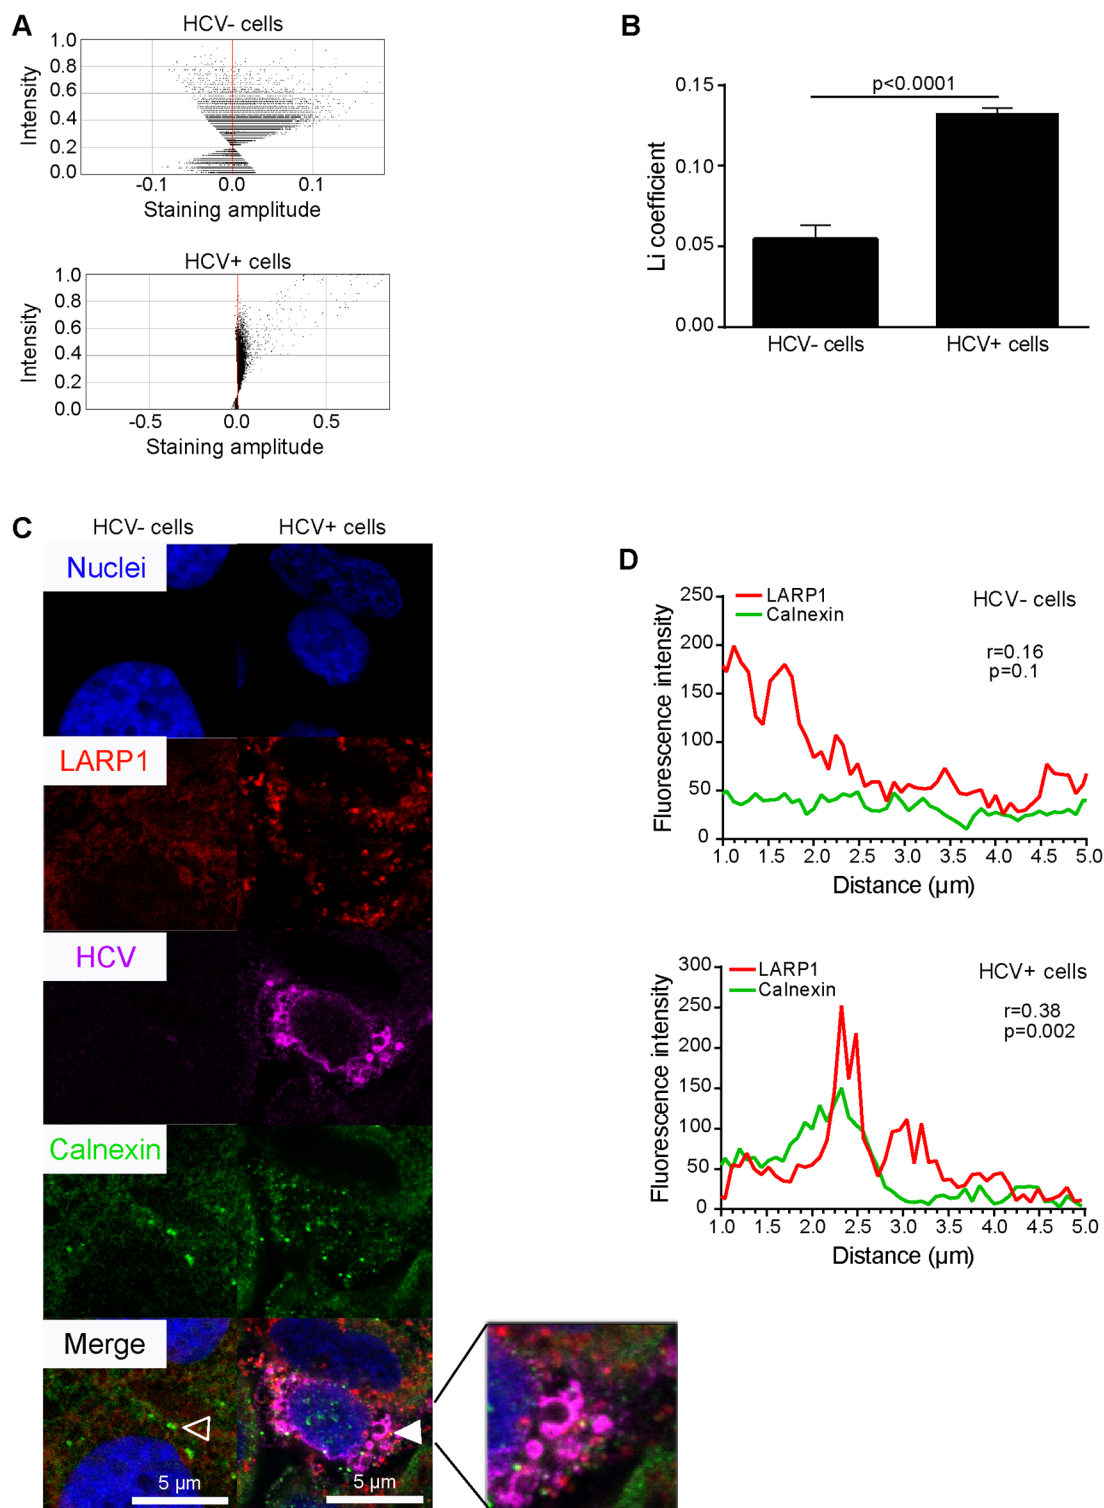 A
HCV- cells
Intensity
1.0
0.8
0.6
0.4
0.2
0.0
-0.1
0.0
0.1
Staining amplitude
HCV+ cells
Intensity
1.0
0.8
0.6
0.4
0.2
0.0
-0.5
0.0
0.5
Staining amplitude
B
p<0.0001
Li coefficient
0.15
0.10
0.05
0.00
HCV- cells
HCV+ cells
C
HCV- cells
HCV+ cells
Nuclei
LARP1
HCV
Calnexin
Merge
5 µm
5 µm
D
LARP1
Calnexin
HCV- cells
r=0.16
p=0.1
Fluorescence intensity
250
200
150
100
50
0
1.0 1.5 2.0 2.5 3.0 3.5 4.0 4.5 5.0
Distance (µm)
LARP1
Calnexin
HCV+ cells
r=0.38
p=0.002
Fluorescence intensity
300
250
200
150
100
50
0
1.0 1.5 2.0 2.5 3.0 3.5 4.0 4.5 5.0
Distance (µm)